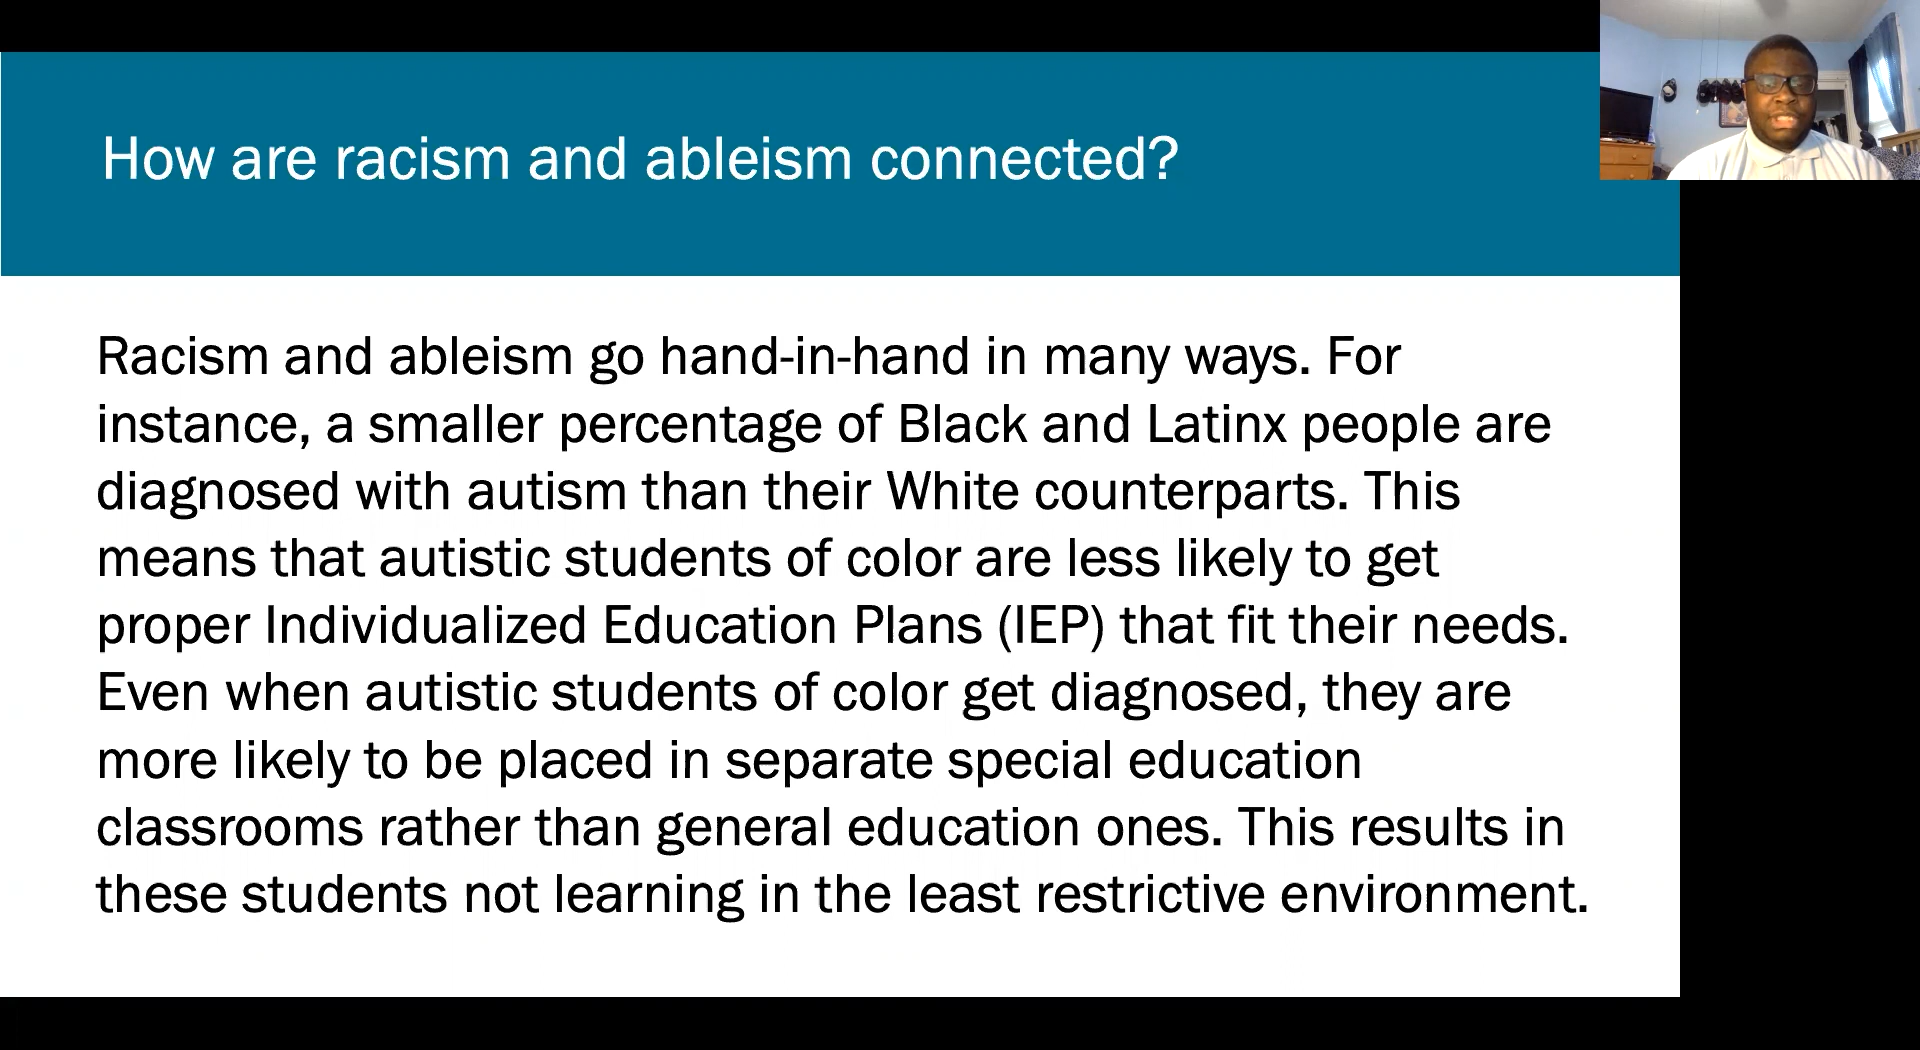 How are racism and ableism connected?
Racism and ableism go hand-in-hand in many ways. For
instance, a smaller percentage of Black and Latinx people are
diagnosed with autism than their White counterparts. This
means that autistic students of color are less likely to get
proper Individualized Education Plans (IEP) that fit their needs.
Even when autistic students of color get diagnosed, they are
more likely to be placed in separate special education
classrooms rather than general education ones. This results in
these students not learning in the least restrictive environment.